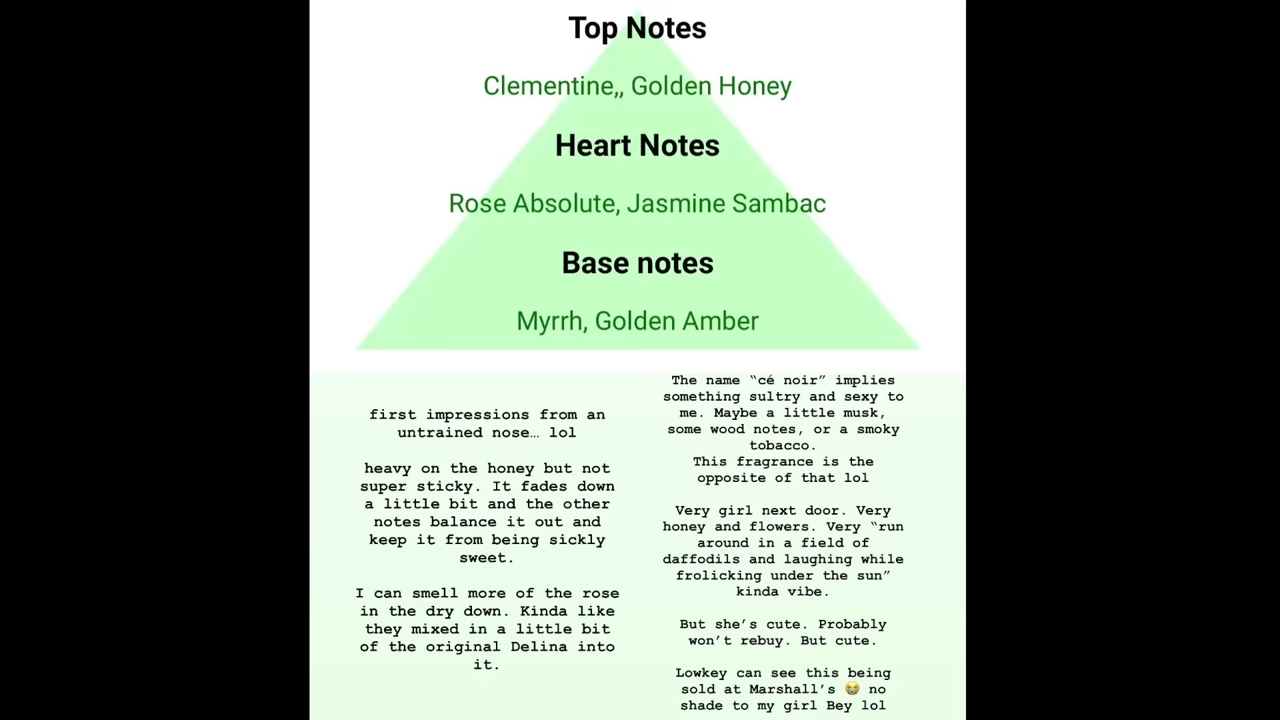 Top Notes
Clementine,, Golden Honey
Heart Notes
Rose Absolute, Jasmine Sambac
Base notes
Myrrh, Golden Amber
first impressions from an
untrained nose… lol
heavy on the honey but not
super sticky. It fades down
a little bit and the other
notes balance it out and
keep it from being sickly
sweet.
I can smell more of the rose
in the dry down. Kinda like
they mixed in a little bit
of the original Delina into
it.
The name “cé noir” implies
something sultry and sexy to
me. Maybe a little musk,
some wood notes, or a smoky
tobacco.
This fragrance is the
opposite of that lol
Very girl next door. Very
honey and flowers. Very “run
around in a field of
daffodils and laughing while
frolicking under the sun”
kinda vibe.
But she’s cute. Probably
won’t rebuy. But cute.
Lowkey can see this being
sold at Marshall’s 😭 no
shade to my girl Bey lol